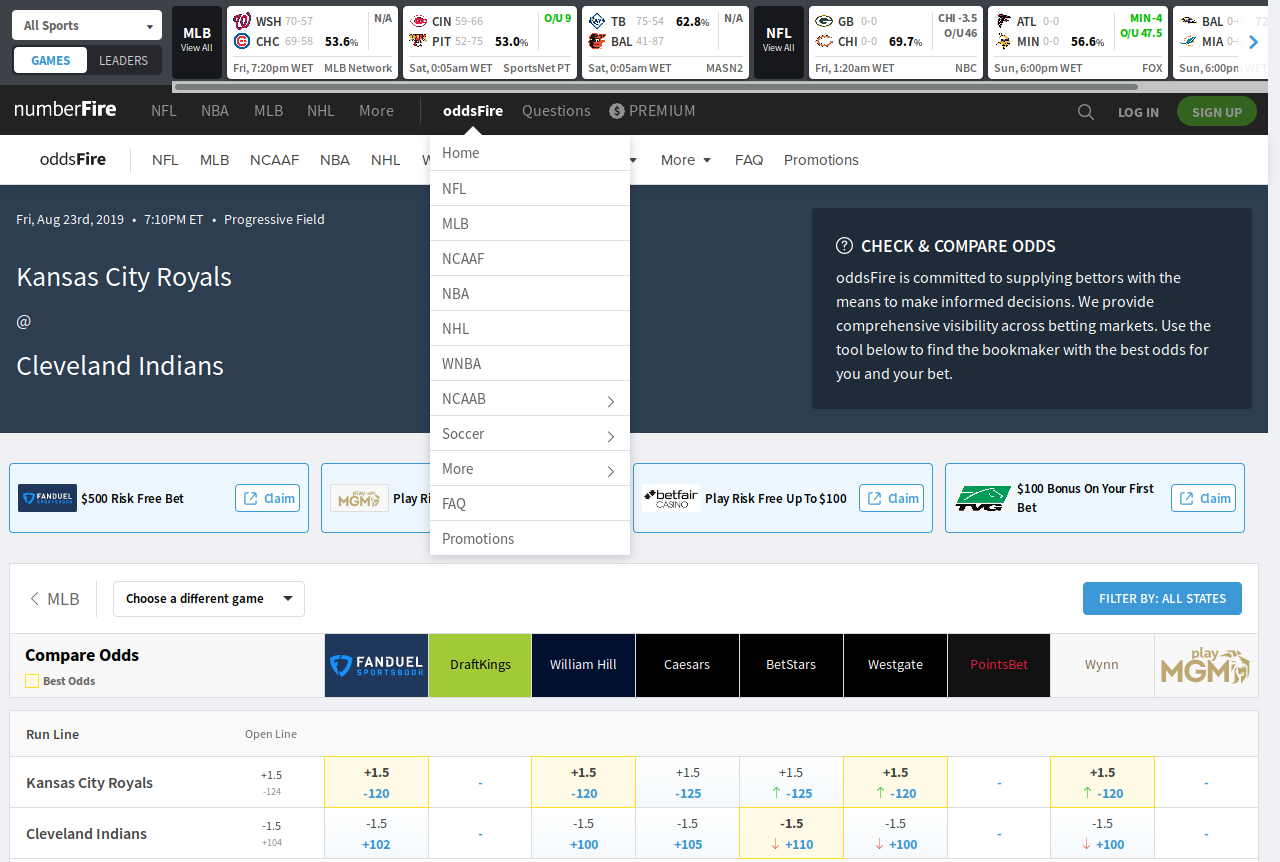 All Sports
GAMES LEADERS
MLB
View All
WSH 70-57 N/A
CHC 69-58 53.6%
Fri, 7:20pm WET MLB Network
CIN 59-66 O/U 9
PIT 52-75 53.0%
Sat, 0:05am WET SportsNet PT
TB 75-54 62.8% N/A
BAL 41-87
Sat, 0:05am WET MASN2
NFL
View All
GB 0-0 CHI -3.5
CHI 0-0 69.7% O/U 46
Fri, 1:20am WET NBC
ATL 0-0 MIN -4
MIN 0-0 56.6% O/U 47.5
Sun, 6:00pm WET FOX
BAL 0-
MIA 0-
Sun, 6:00pm
numberFire NFL NBA MLB NHL More oddsFire Questions $ PREMIUM LOG IN SIGN UP
oddsFire NFL MLB NCAAF NBA NHL W More FAQ Promotions
Home
NFL
MLB
NCAAF
NBA
NHL
WNBA
NCAAB
Soccer
More
FAQ
Promotions
Fri, Aug 23rd, 2019 • 7:10PM ET • Progressive Field
Kansas City Royals
@
Cleveland Indians
? CHECK & COMPARE ODDS
oddsFire is committed to supplying bettors with the
means to make informed decisions. We provide
comprehensive visibility across betting markets. Use the
tool below to find the bookmaker with the best odds for
you and your bet.
FANDUEL SPORTSBOOK $500 Risk Free Bet Claim
play MGM Play Ri
betfair CASINO Play Risk Free Up To $100 Claim
TVG $100 Bonus On Your First
Bet Claim
MLB Choose a different game FILTER BY: ALL STATES
Compare Odds
Best Odds
FANDUEL SPORTSBOOK DraftKings William Hill Caesars BetStars Westgate PointsBet Wynn play MGM
Run Line Open Line
Kansas City Royals
+1.5 +1.5 - +1.5 +1.5 +1.5 +1.5 - +1.5 -
-124 -120 -120 -125 ↑ -125 ↑ -120 ↑ -120
Cleveland Indians
-1.5 -1.5 - -1.5 -1.5 -1.5 -1.5 - -1.5 -
+104 +102 +100 +105 ↓ +110 ↓ +100 ↓ +100